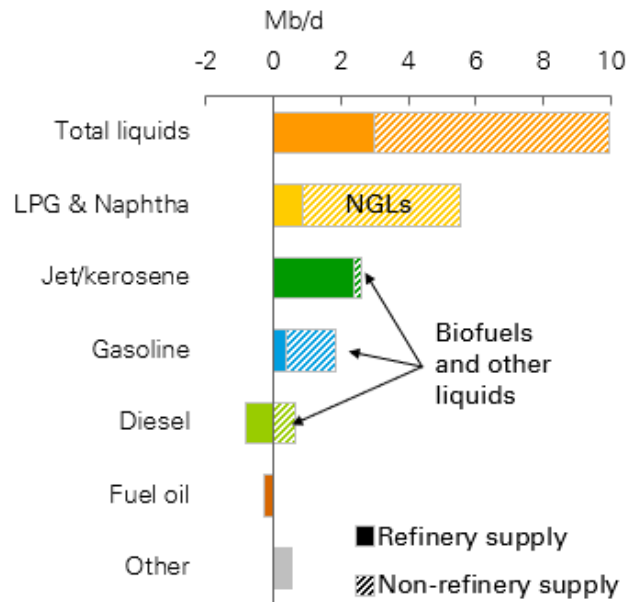 Mb/d
-2 0 2 4 6 8 10
Total liquids
LPG & Naphtha
NGLs
Jet/kerosene
Gasoline
Biofuels
and other
liquids
Diesel
Fuel oil
Other
Refinery supply
Non-refinery supply